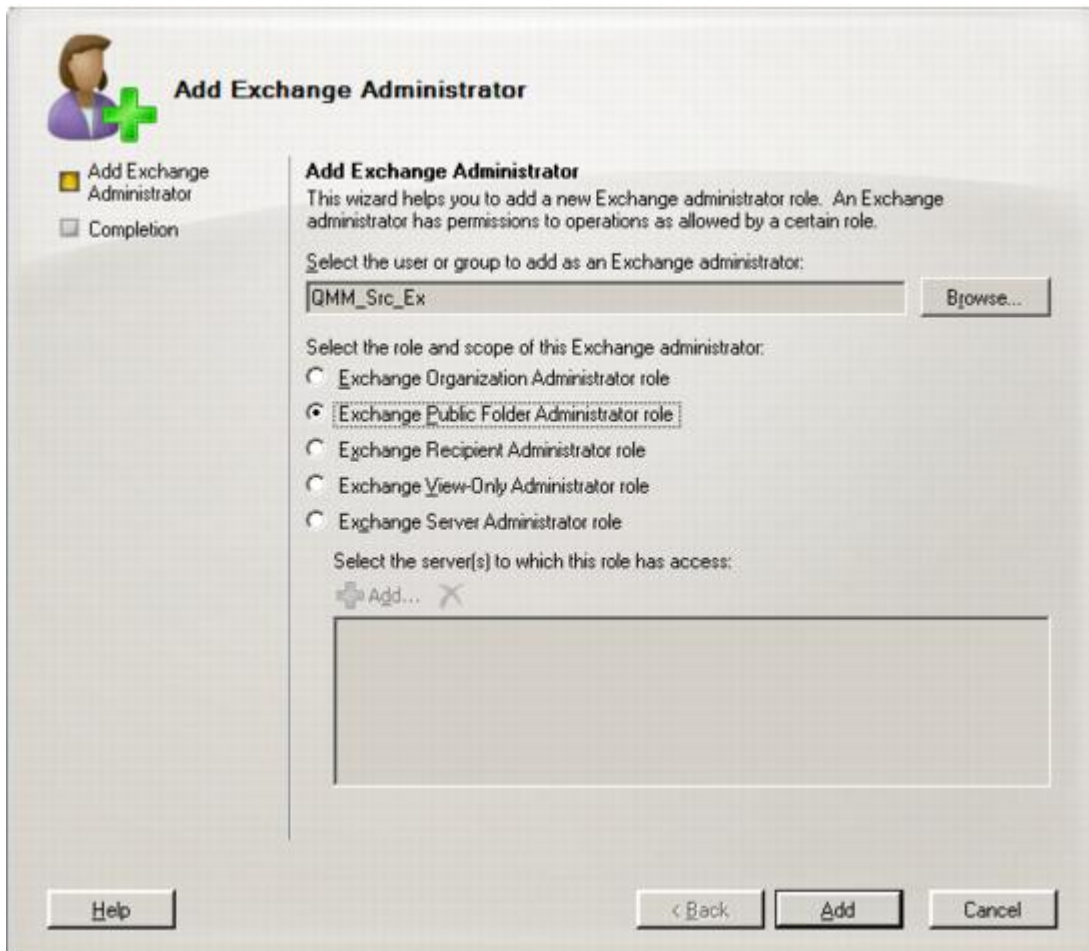 Add Exchange Administrator
Add Exchange
Administrator
Completion
Add Exchange Administrator
This wizard helps you to add a new Exchange administrator role. An Exchange
administrator has permissions to operations as allowed by a certain role.
Select the user or group to add as an Exchange administrator:
QMM_Src_Ex
Browse...
Select the role and scope of this Exchange administrator:
Exchange Organization Administrator role
Exchange Public Folder Administrator role
Exchange Recipient Administrator role
Exchange View-Only Administrator role
Exchange Server Administrator role
Select the server(s) to which this role has access:
Add...
Help
< Back
Add
Cancel